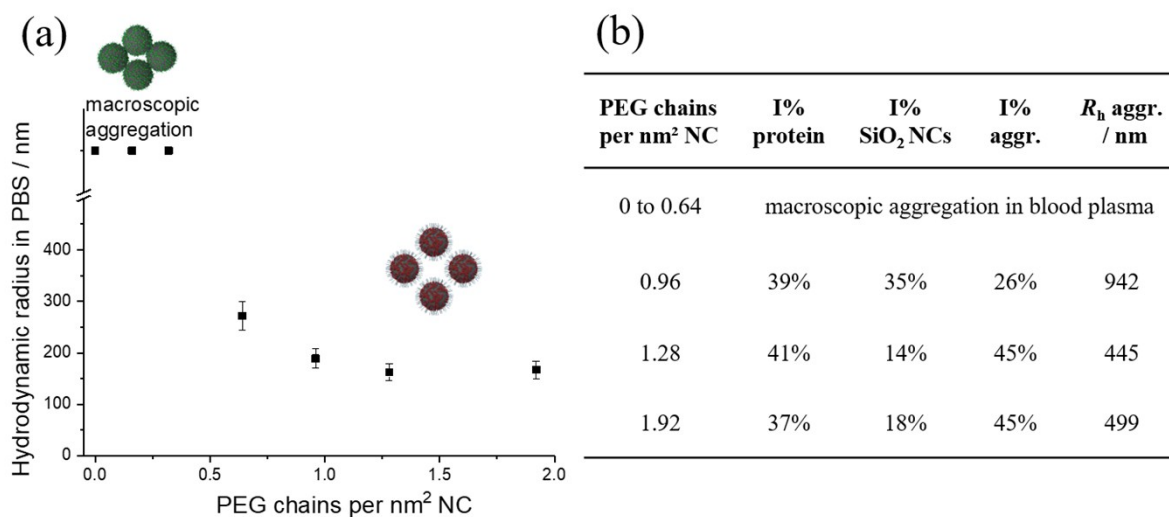 (a)
macroscopic
aggregation
Hydrodynamic radius in PBS / nm
400
300
200
150
100
50
0
0.0 0.5 1.0 1.5 2.0
PEG chains per nm² NC
(b)
PEG chains per nm² NC I% protein I% SiO₂ NCs I% aggr. Rₕ aggr. / nm
0 to 0.64 macroscopic aggregation in blood plasma
0.96 39% 35% 26% 942
1.28 41% 14% 45% 445
1.92 37% 18% 45% 499